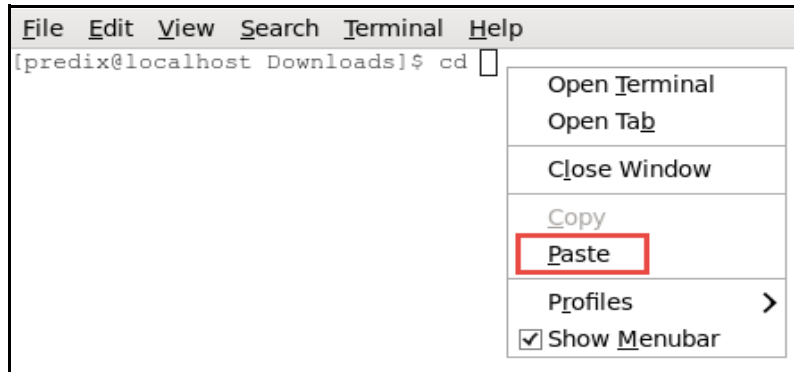 File Edit View Search Terminal Help
[predix@localhost Downloads]$ cd
Open Terminal
Open Tab
Close Window
Copy
Paste
Profiles
Show Menubar